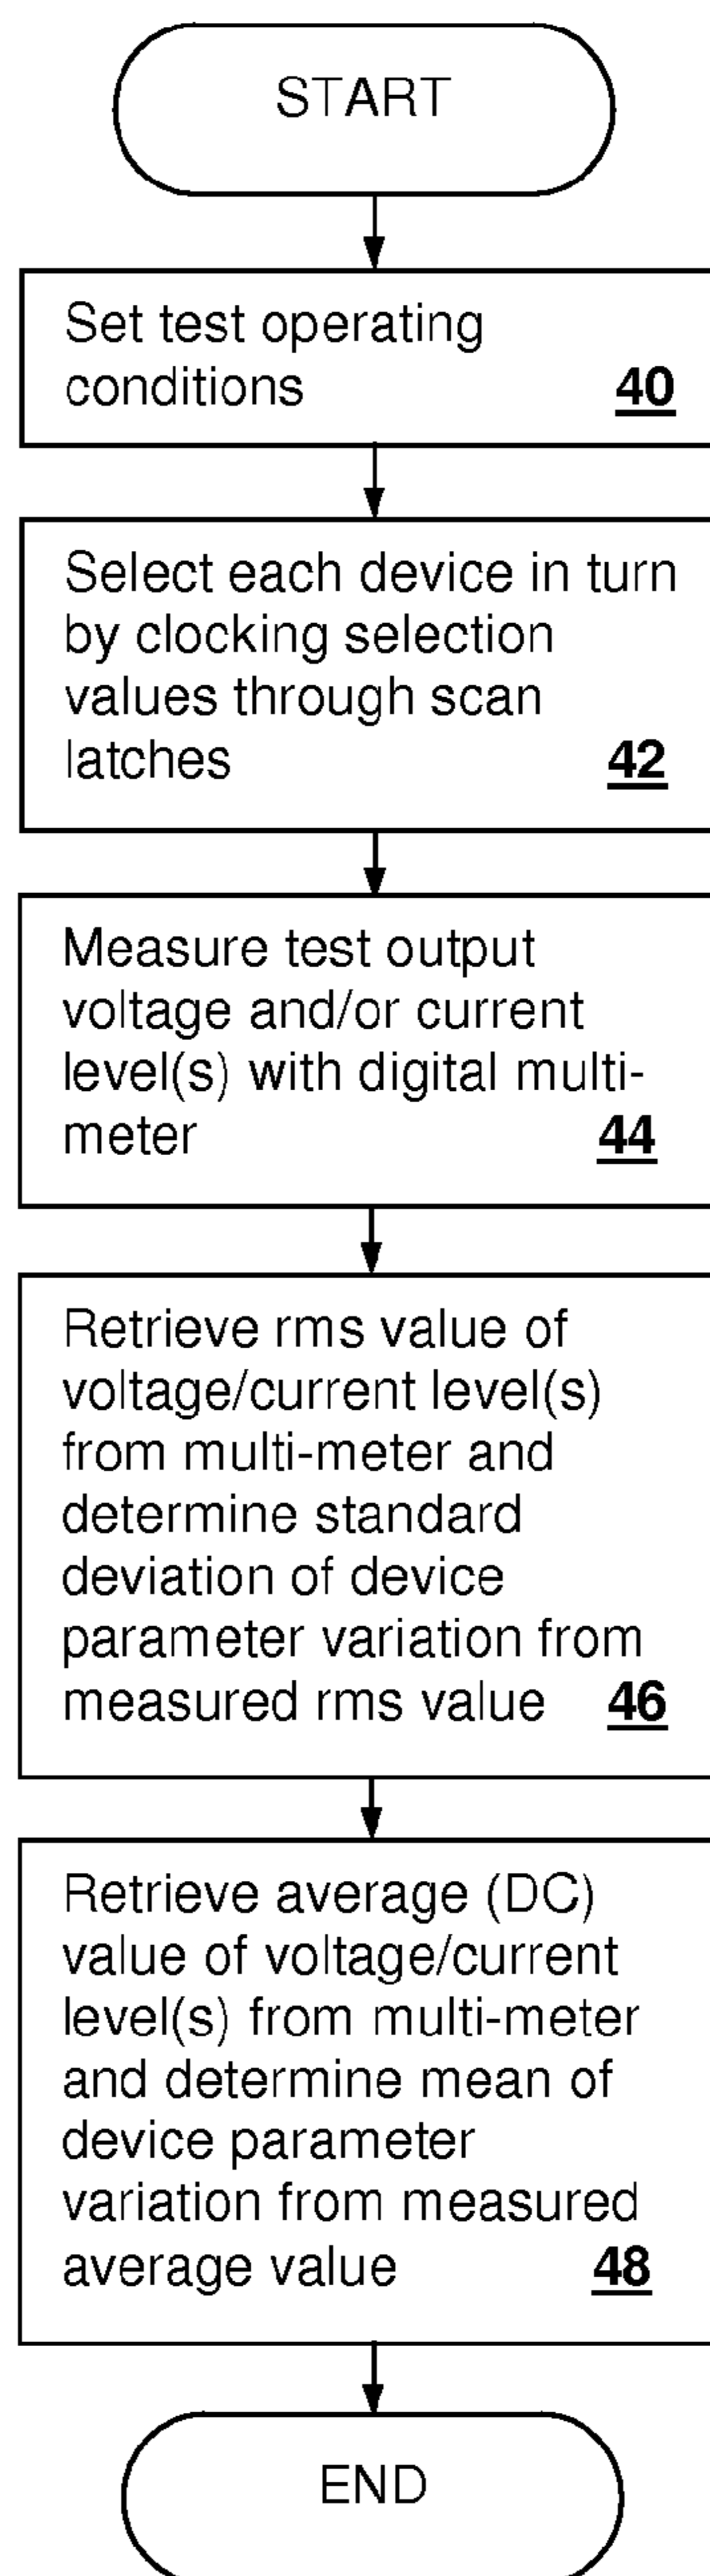 START
Set test operating
conditions 40
Select each device in turn
by clocking selection
values through scan
latches 42
Measure test output
voltage and/or current
level(s) with digital multi-
meter 44
Retrieve rms value of
voltage/current level(s)
from multi-meter and
determine standard
deviation of device
parameter variation from
measured rms value 46
Retrieve average (DC)
value of voltage/current
level(s) from multi-meter
and determine mean of
device parameter
variation from measured
average value 48
END